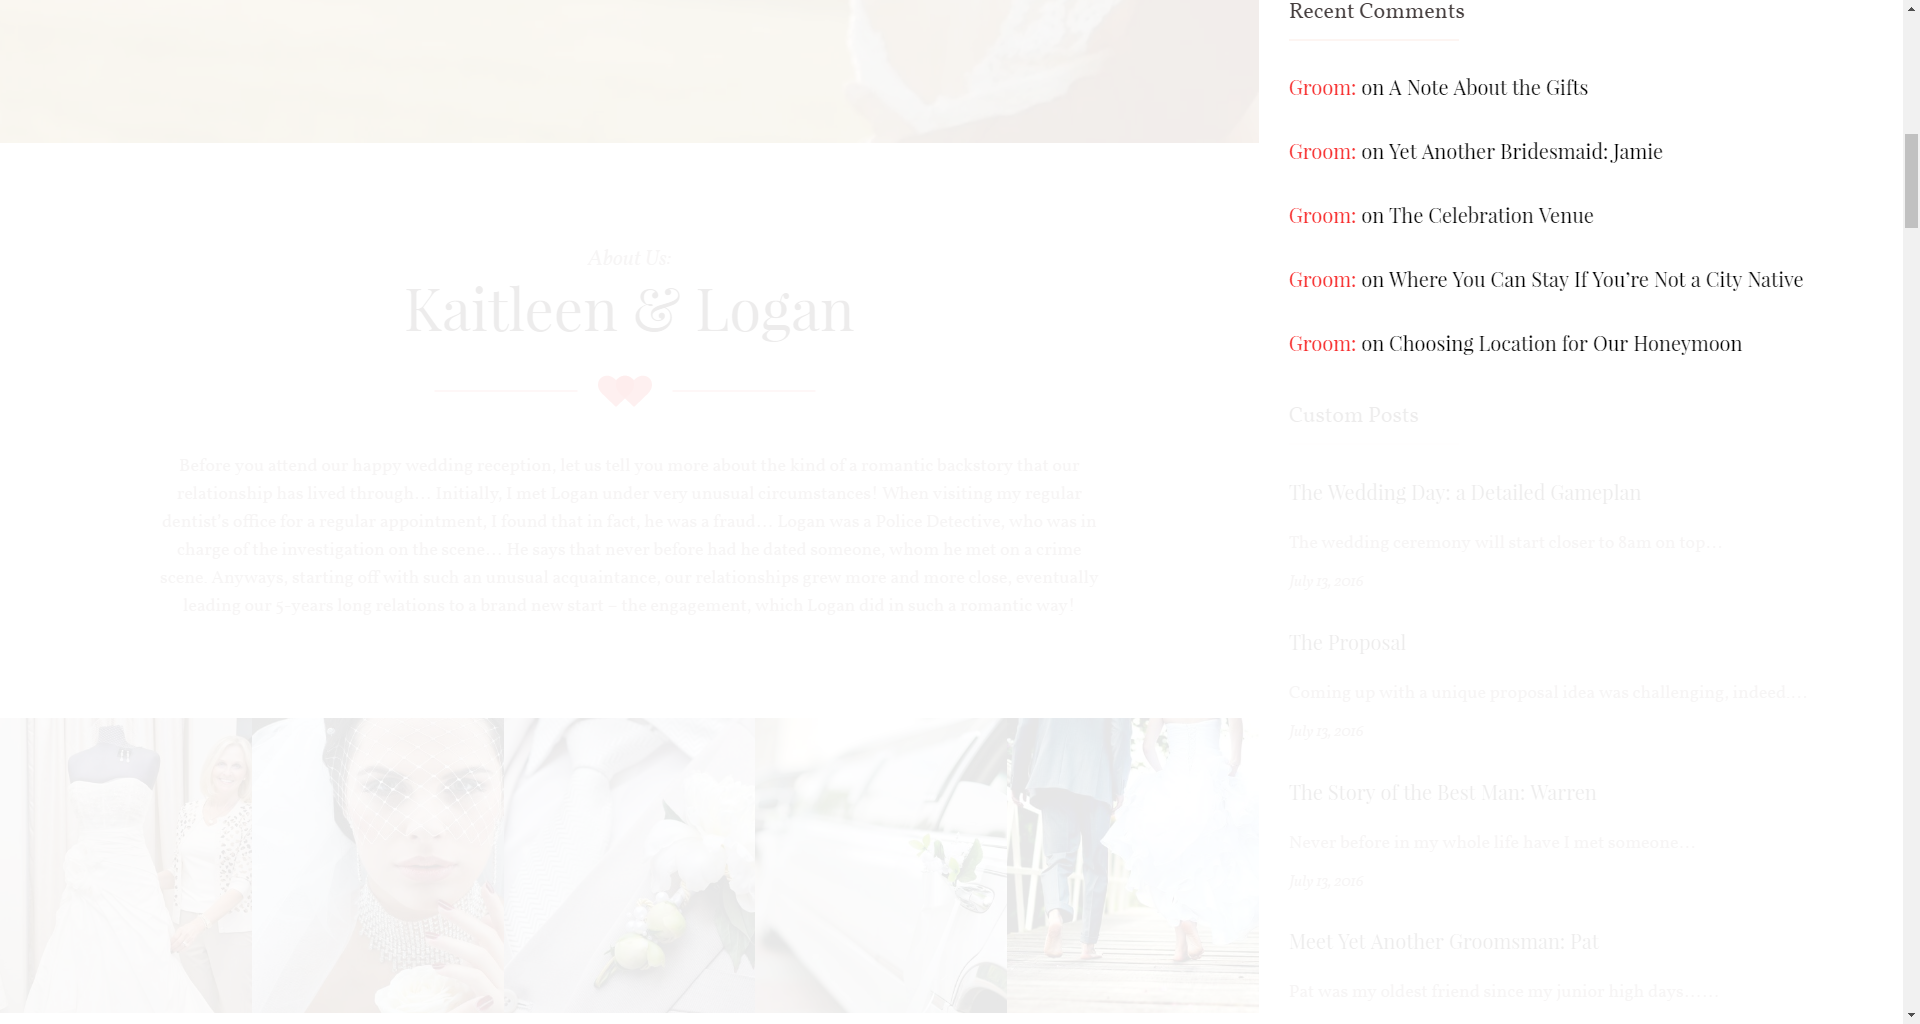 Recent Comments
Groom: on A Note About the Gifts
Groom: on Yet Another Bridesmaid: Jamie
Groom: on The Celebration Venue
Groom: on Where You Can Stay If You’re Not a City Native
Groom: on Choosing Location for Our Honeymoon
About Us:
Kaitleen & Logan
Before you attend our happy wedding reception, let us tell you more about the kind of a romantic backstory that our
relationship has lived through… Initially, I met Logan under very unusual circumstances! When visiting my regular
dentist’s office for a regular appointment, I found that in fact, he was a fraud… Logan was a Police Detective, who was in
charge of the investigation on the scene… He says that never before had he dated someone, whom he met on a crime
scene. Anyways, starting off with such an unusual acquaintance, our relationships grew more and more close, eventually
leading our 5-years long relations to a brand new start – the engagement, which Logan did in such a romantic way!
Custom Posts
The Wedding Day: a Detailed Gameplan
The wedding ceremony will start closer to 8am on top…
July 13, 2016
The Proposal
Coming up with a unique proposal idea was challenging, indeed.…
July 13, 2016
The Story of the Best Man: Warren
Never before in my whole life have I met someone…
July 13, 2016
Meet Yet Another Groomsman: Pat
Pat was my oldest friend since my junior high days.……